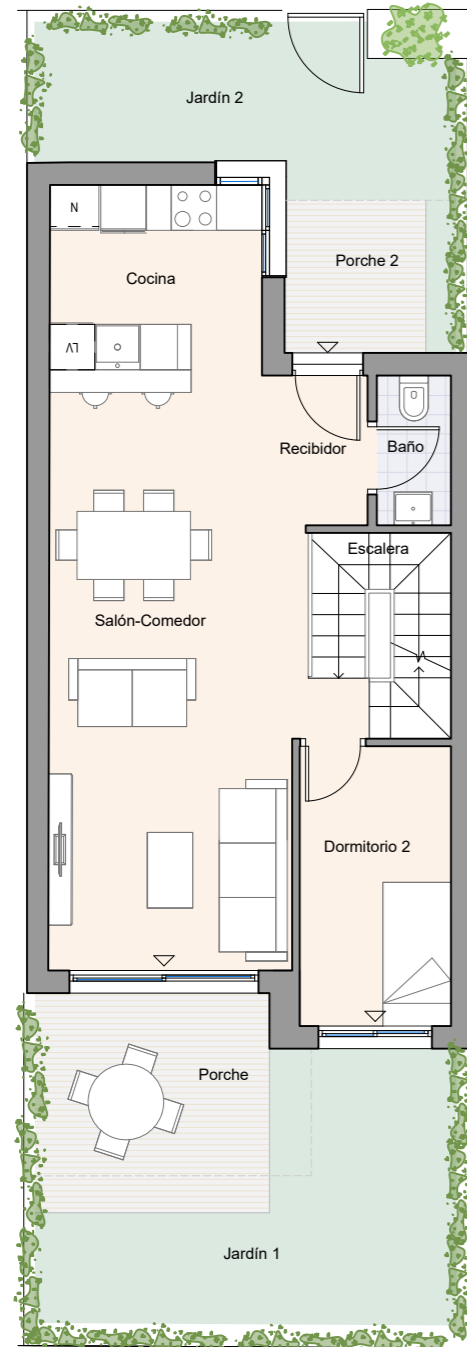 Jardín 2
N
Porche 2
Cocina
LV
Recibidor
Baño
Escalera
Salón-Comedor
Dormitorio 2
Porche
Jardín 1